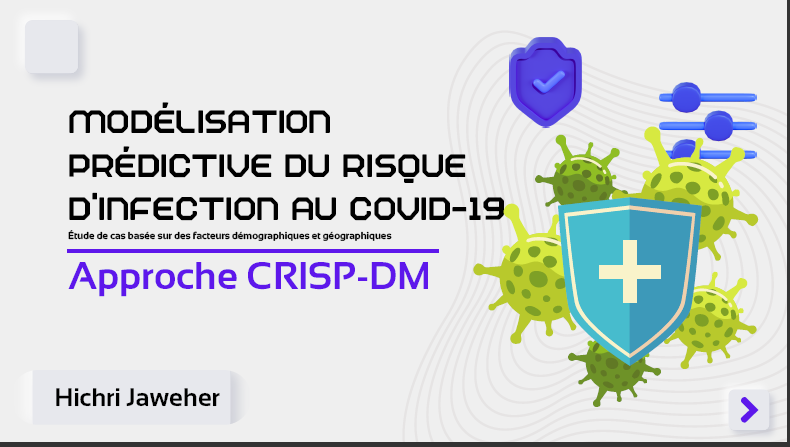 MODÉLISATION
PRÉDICTIVE DU RISQUE
D'INFECTION AU COVID-19
Étude de cas basée sur des facteurs démographiques et géographiques
Approche CRISP-DM
Hichri Jaweher